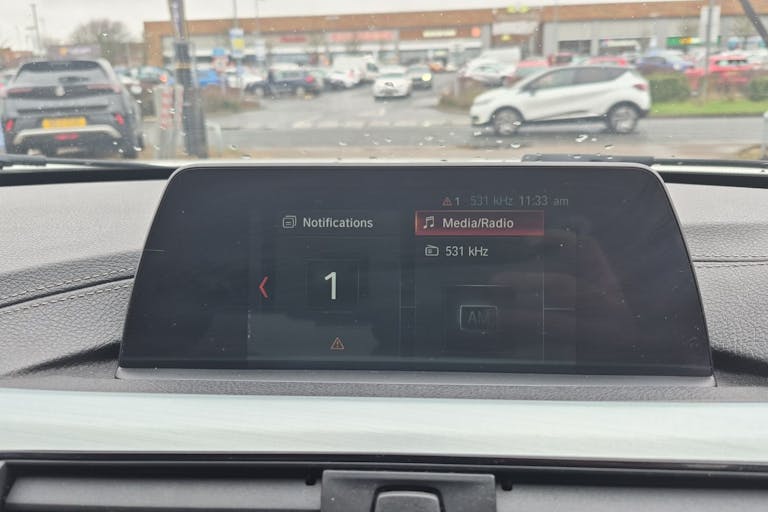 1 531 kHz 11:33 am
Notifications
Media/Radio
531 kHz
1
AM